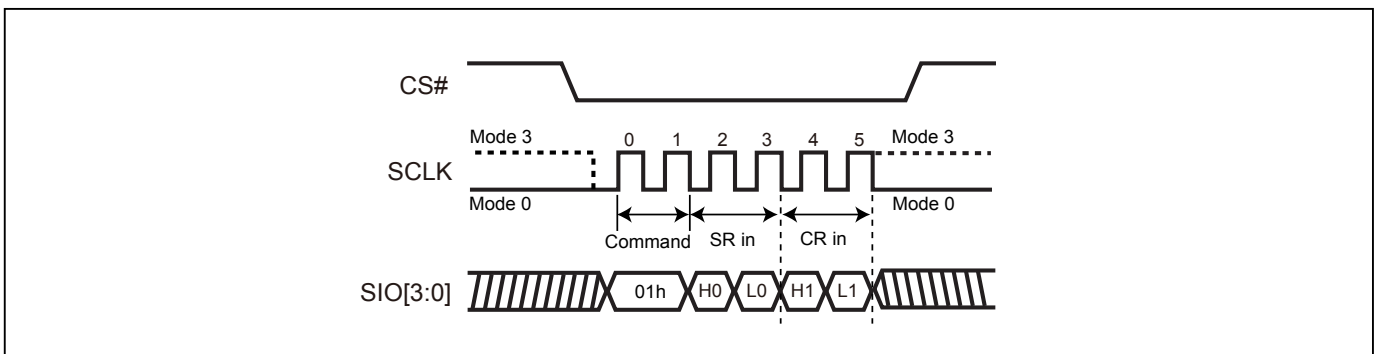 CS#
Mode 3
0 1 2 3 4 5
Mode 3
SCLK
Mode 0
Mode 0
Command
SR in
CR in
SIO[3:0]
01h
H0
L0
H1
L1